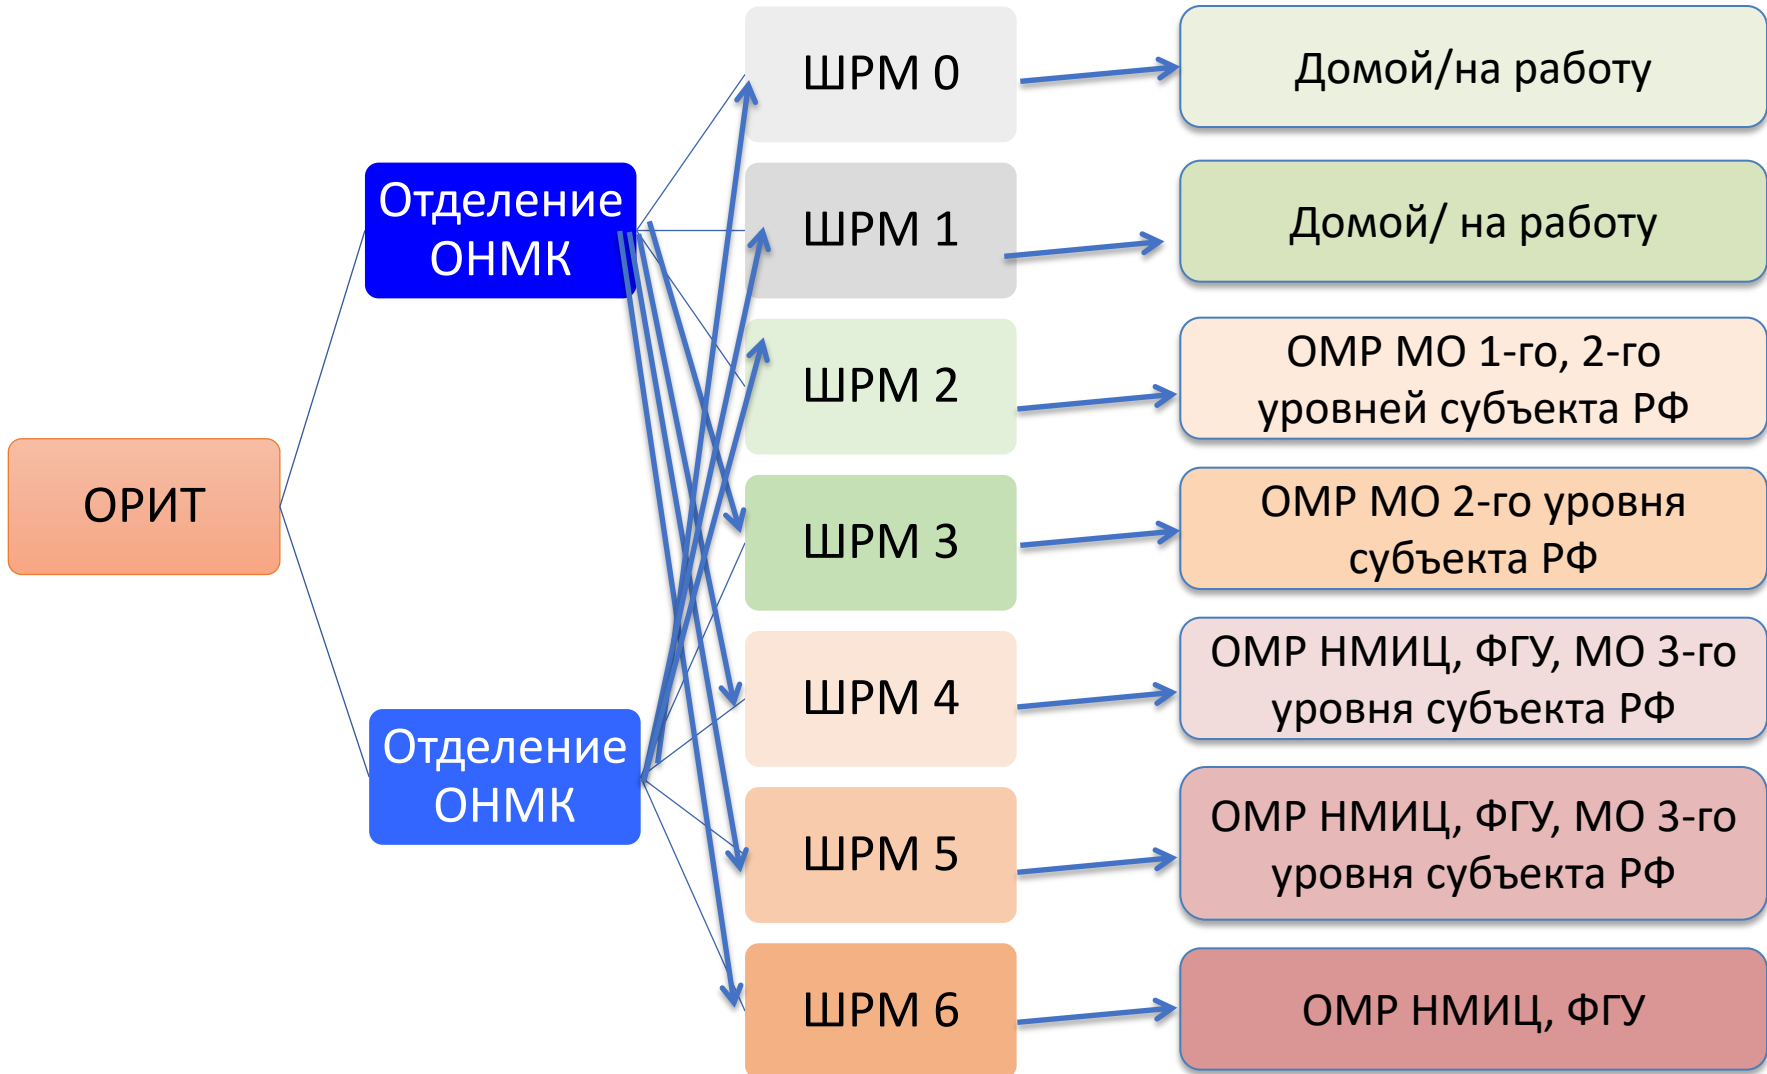 ОРИТ
Отделение
ОНМК
Отделение
ОНМК
ШРМ 0
ШРМ 1
ШРМ 2
ШРМ 3
ШРМ 4
ШРМ 5
ШРМ 6
Домой/на работу
Домой/ на работу
ОМР МО 1-го, 2-го
уровней субъекта РФ
ОМР МО 2-го уровня
субъекта РФ
ОМР НМИЦ, ФГУ, МО 3-го
уровня субъекта РФ
ОМР НМИЦ, ФГУ, МО 3-го
уровня субъекта РФ
ОМР НМИЦ, ФГУ